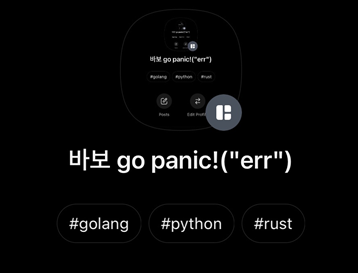 바보 go panic!("err")
#golang #python #rust
Posts Edit Profile
바보 go panic!("err")
#golang #python #rust